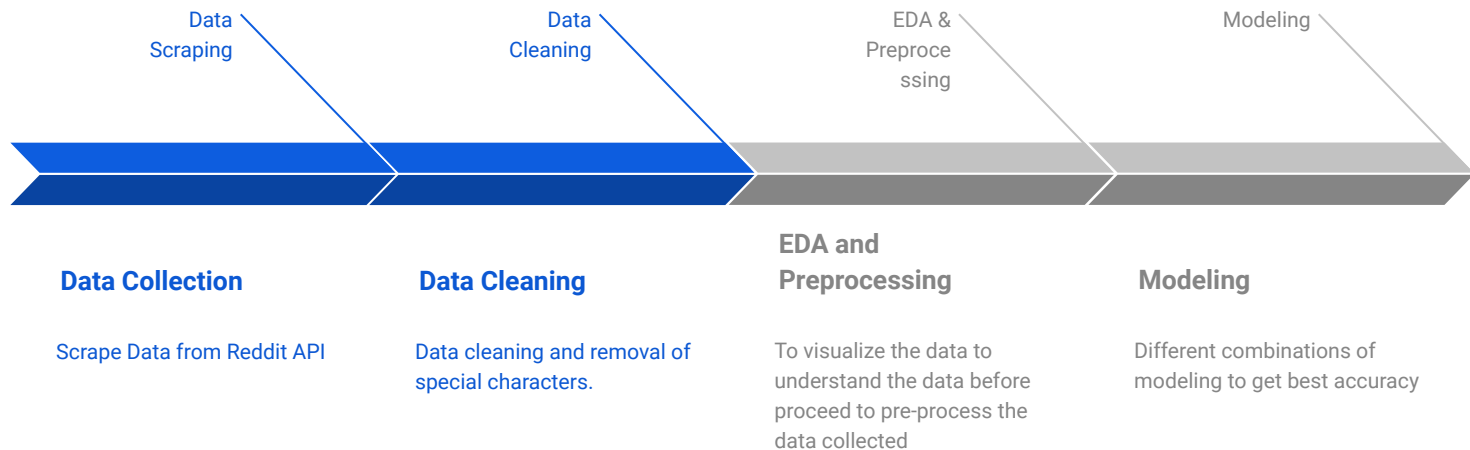 Data
Scraping
Data
Cleaning
EDA &
Preproce
ssing
Modeling
Data Collection
Scrape Data from Reddit API
Data Cleaning
Data cleaning and removal of
special characters.
EDA and
Preprocessing
To visualize the data to
understand the data before
proceed to pre-process the
data collected
Modeling
Different combinations of
modeling to get best accuracy